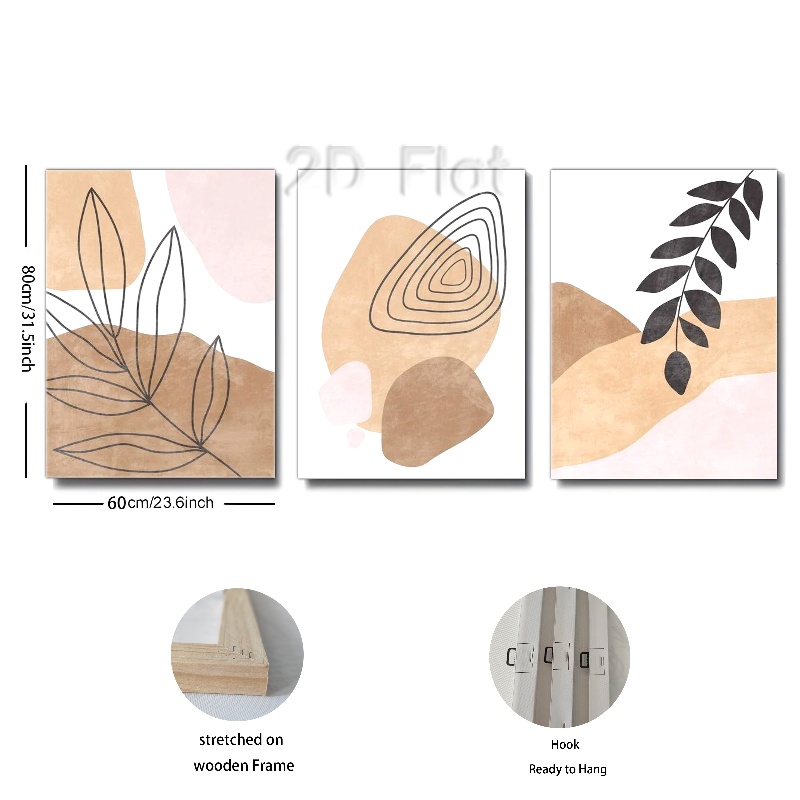 2D Flat
80cm/31.5inch
60cm/23.6inch
stretched on
wooden Frame
Hook
Ready to Hang